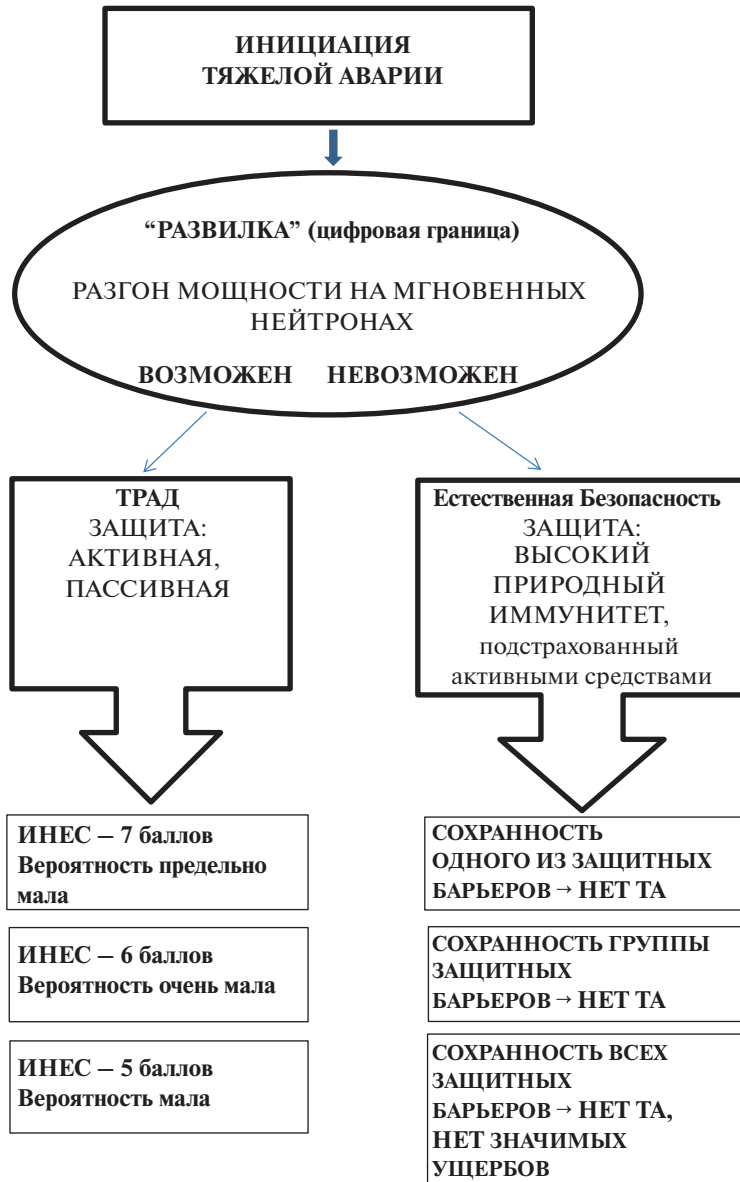 ИНИЦИАЦИЯ
ТЯЖЕЛОЙ АВАРИИ
“РАЗВИЛКА” (цифровая граница)
РАЗГОН МОЩНОСТИ НА МГНОВЕННЫХ
НЕЙТРОНАХ
ВОЗМОЖЕН НЕВОЗМОЖЕН
ТРАД
ЗАЩИТА:
АКТИВНАЯ,
ПАССИВНАЯ
Естественная Безопасность
ЗАЩИТА:
ВЫСОКИЙ
ПРИРОДНЫЙ
ИММУНИТЕТ,
подстрахованный
активными средствами
ИНЕС – 7 баллов
Вероятность предельно
мала
ИНЕС – 6 баллов
Вероятность очень мала
ИНЕС – 5 баллов
Вероятность мала
СОХРАННОСТЬ
ОДНОГО ИЗ ЗАЩИТНЫХ
БАРЬЕРОВ → НЕТ ТА
СОХРАННОСТЬ ГРУППЫ
ЗАЩИТНЫХ
БАРЬЕРОВ → НЕТ ТА
СОХРАННОСТЬ ВСЕХ
ЗАЩИТНЫХ
БАРЬЕРОВ → НЕТ ТА,
НЕТ ЗНАЧИМЫХ
УЩЕРБОВ